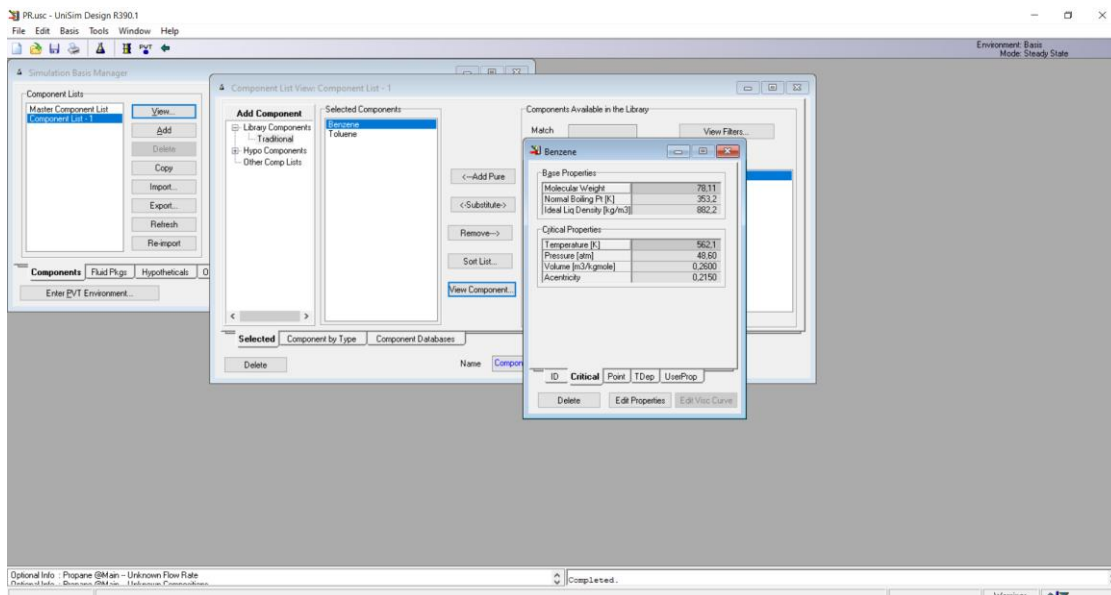 PR.usc - UniSim Design R390.1
File Edit Basis Tools Window Help
PVT
Environment: Basis
Mode: Steady State
Simulation Basis Manager
Component Lists
Master Component List
Component List - 1
View...
Add
Delete
Copy
Import...
Export...
Refresh
Re-import
Components Fluid Pkgs Hypotheticals O
Enter PVT Environment...
Component List View: Component List - 1
Add Component
Library Components
Traditional
Hypo Components
Other Comp Lists
Selected Components
Benzene
Toluene
<---Add Pure
<-Substitute->
Remove--->
Sort List...
View Component...
Components Available in the Library
Match
View Filters...
Selected Component by Type Component Databases
Delete
Name Compon
Benzene
Base Properties
Molecular Weight 78,11
Normal Boiling Pt [K] 353,2
Ideal Liq Density [kg/m3] 882,2
Critical Properties
Temperature [K] 562,1
Pressure [atm] 48,60
Volume [m3/kgmole] 0,2600
Acentricity 0,2150
ID Critical Point TDep UserProp
Delete Edit Properties Edit Visc Curve
Optional Info : Propane @Main -- Unknown Flow Rate
Completed.